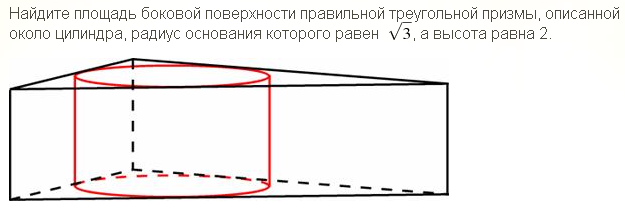 Найдите площадь боковой поверхности правильной треугольной призмы, описанной
около цилиндра, радиус основания которого равен √3, а высота равна 2.